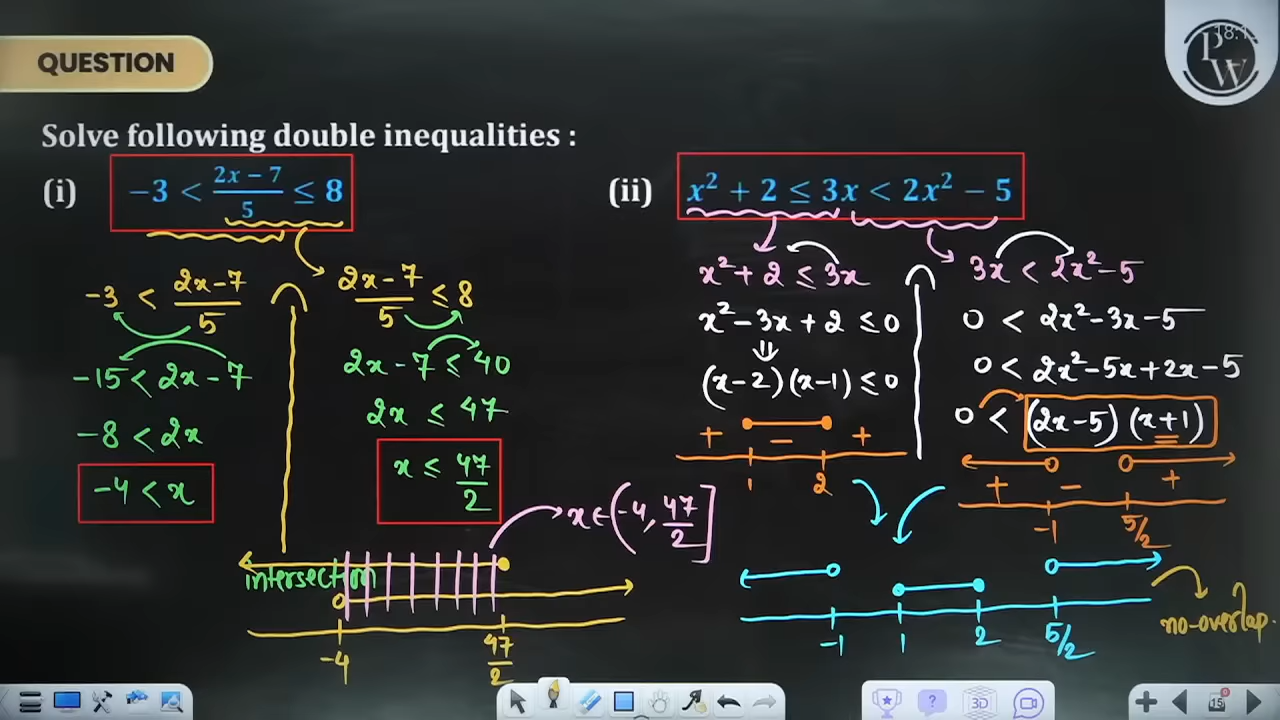 18:1
PW
QUESTION
Solve following double inequalities :
(i) −3 < (2x − 7)/5 ≤ 8
(ii) x² + 2 ≤ 3x < 2x² − 5
-3 < (2x-7)/5
-15 < 2x - 7
-8 < 2x
-4 < x
(2x-7)/5 ≤ 8
2x - 7 ≤ 40
2x ≤ 47
x ≤ 47/2
x ∈ (-4, 47/2]
intersection
-4 47/2
x² + 2 ≤ 3x
x² - 3x + 2 ≤ 0
⇓
(x-2)(x-1) ≤ 0
+ - +
1 2
3x < 2x² - 5
0 < 2x² - 3x - 5
0 < 2x² - 5x + 2x - 5
0 < (2x-5)(x+1)
+ - +
-1 5/2
-1 1 2 5/2
no-overlap.
? 3D 15